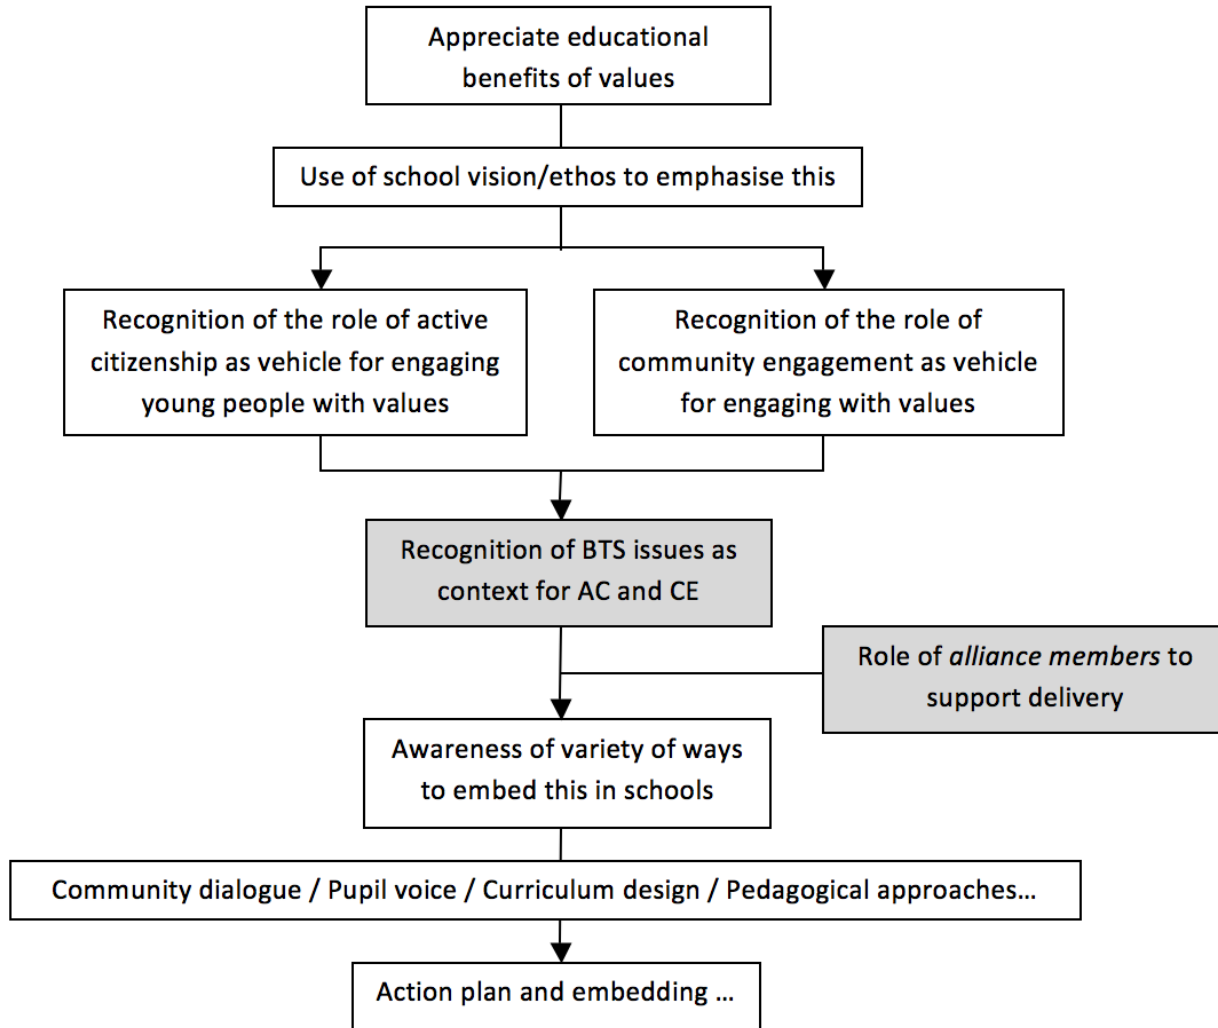 Appreciate educational
benefits of values
Use of school vision/ethos to emphasise this
Recognition of the role of active
citizenship as vehicle for engaging
young people with values
Recognition of the role of
community engagement as vehicle
for engaging with values
Recognition of BTS issues as
context for AC and CE
Role of alliance members to
support delivery
Awareness of variety of ways
to embed this in schools
Community dialogue / Pupil voice / Curriculum design / Pedagogical approaches…
Action plan and embedding …